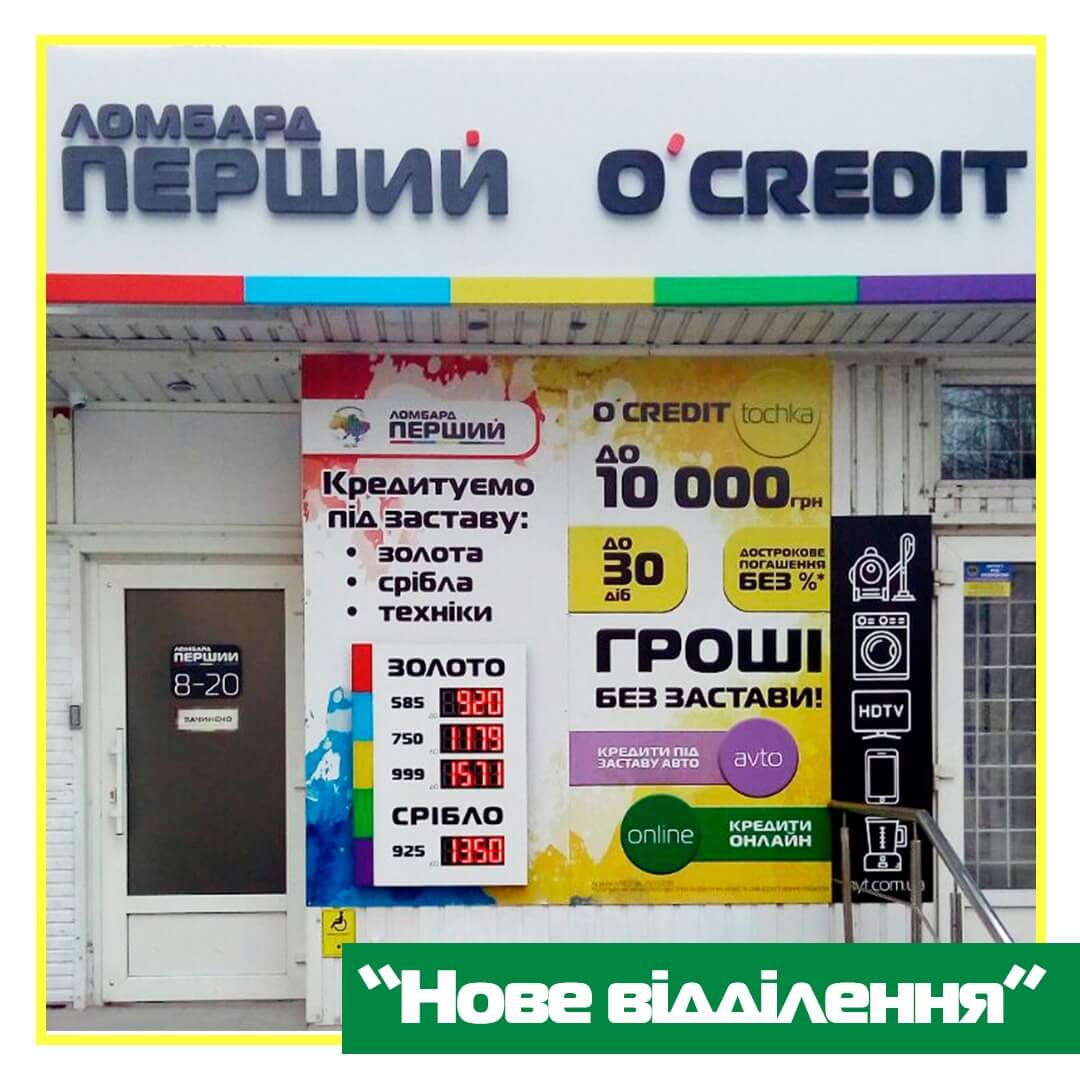 ЛОМБАРД
ПЕРШИЙ
O'CREDIT
ЛОМБАРД
ПЕРШИЙ
Кредитуємо
під заставу:
• золота
• срібла
• техніки
ЗОЛОТО
585 920
750 1179
999 1571
СРІБЛО
925 1350
O'CREDIT tochka
ДО
10 000 грн
ДО
30
діб
ДОСТРОКОВЕ
ПОГАШЕННЯ
БЕЗ %*
ГРОШІ
БЕЗ ЗАСТАВИ!
КРЕДИТИ ПІД
ЗАСТАВУ АВТО
avto
online
КРЕДИТИ
ОНЛАЙН
HDTV
ЛОМБАРД
ПЕРШИЙ
8-20
ЗАЧИНЕНО
"Нове відділення"